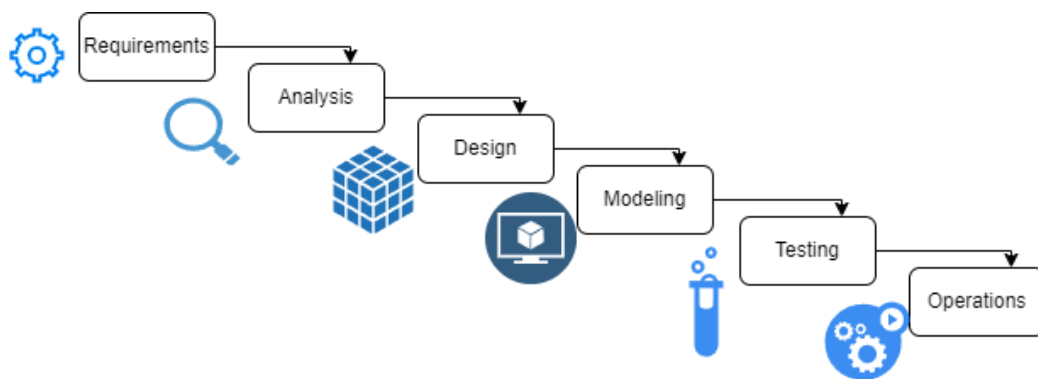 Requirements
Analysis
Design
Modeling
Testing
Operations